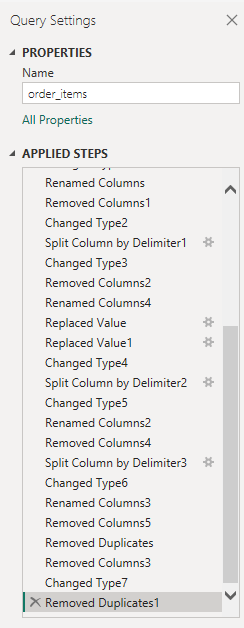 Query Settings
PROPERTIES
Name
order_items
All Properties
APPLIED STEPS
Renamed Columns
Removed Columns1
Changed Type2
Split Column by Delimiter1
Changed Type3
Removed Columns2
Renamed Columns4
Replaced Value
Replaced Value1
Changed Type4
Split Column by Delimiter2
Changed Type5
Renamed Columns2
Removed Columns4
Split Column by Delimiter3
Changed Type6
Renamed Columns3
Removed Columns5
Removed Duplicates
Removed Columns3
Changed Type7
Removed Duplicates1